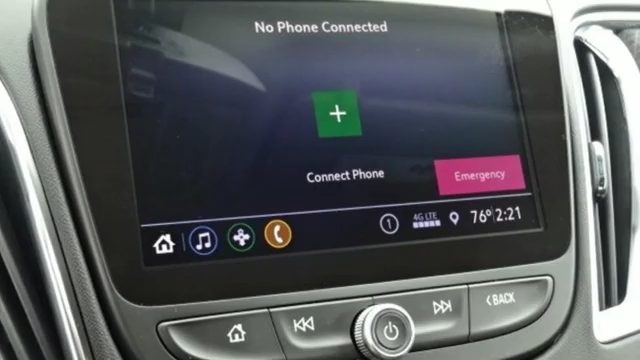 No Phone Connected
+
Connect Phone
Emergency
1 4G LTE 76° 2:21
BACK